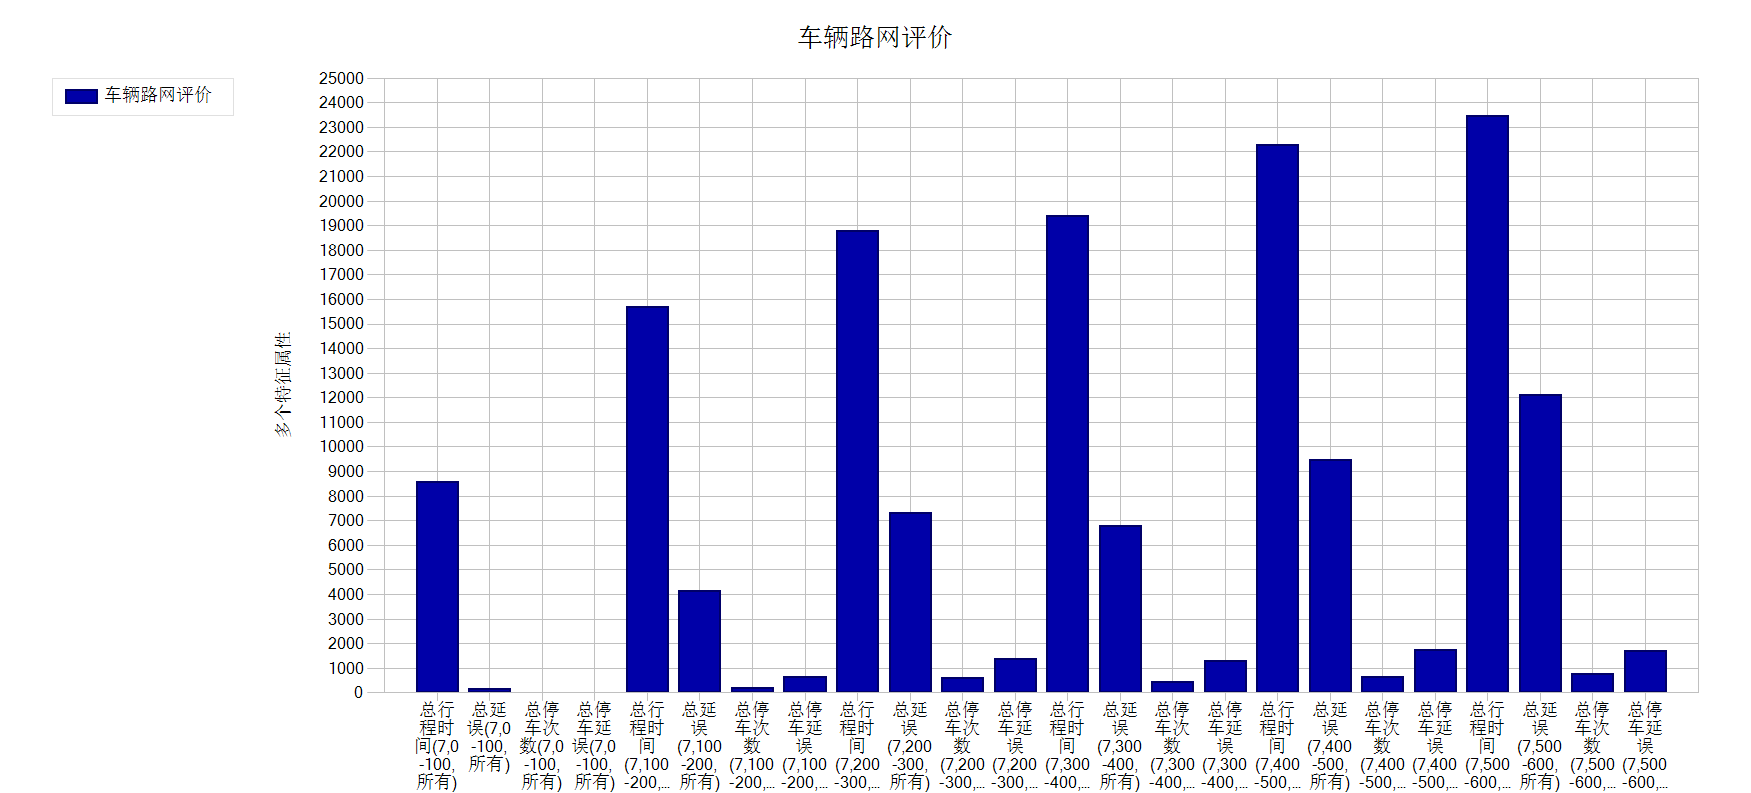 车辆路网评价
车辆路网评价
多个特征属性
25000
24000
23000
22000
21000
20000
19000
18000
17000
16000
15000
14000
13000
12000
11000
10000
9000
8000
7000
6000
5000
4000
3000
2000
1000
0
总行
程时
间(7,0
-100,
所有)
总延
误(7,0
-100,
所有)
总停
车次
数(7,0
-100,
所有)
总停
车延
误(7,0
-100,
所有)
总行
程时
间
(7,100
-200,...
总延
误
(7,100
-200,
所有)
总停
车次
数
(7,100
-200,...
总停
车延
误
(7,100
-200,...
总行
程时
间
(7,200
-300,...
总延
误
(7,200
-300,
所有)
总停
车次
数
(7,200
-300,...
总停
车延
误
(7,200
-300,...
总行
程时
间
(7,300
-400,...
总延
误
(7,300
-400,
所有)
总停
车次
数
(7,300
-400,...
总停
车延
误
(7,300
-400,...
总行
程时
间
(7,400
-500,...
总延
误
(7,400
-500,
所有)
总停
车次
数
(7,400
-500,...
总停
车延
误
(7,400
-500,...
总行
程时
间
(7,500
-600,...
总延
误
(7,500
-600,
所有)
总停
车次
数
(7,500
-600,...
总停
车延
误
(7,500
-600,...